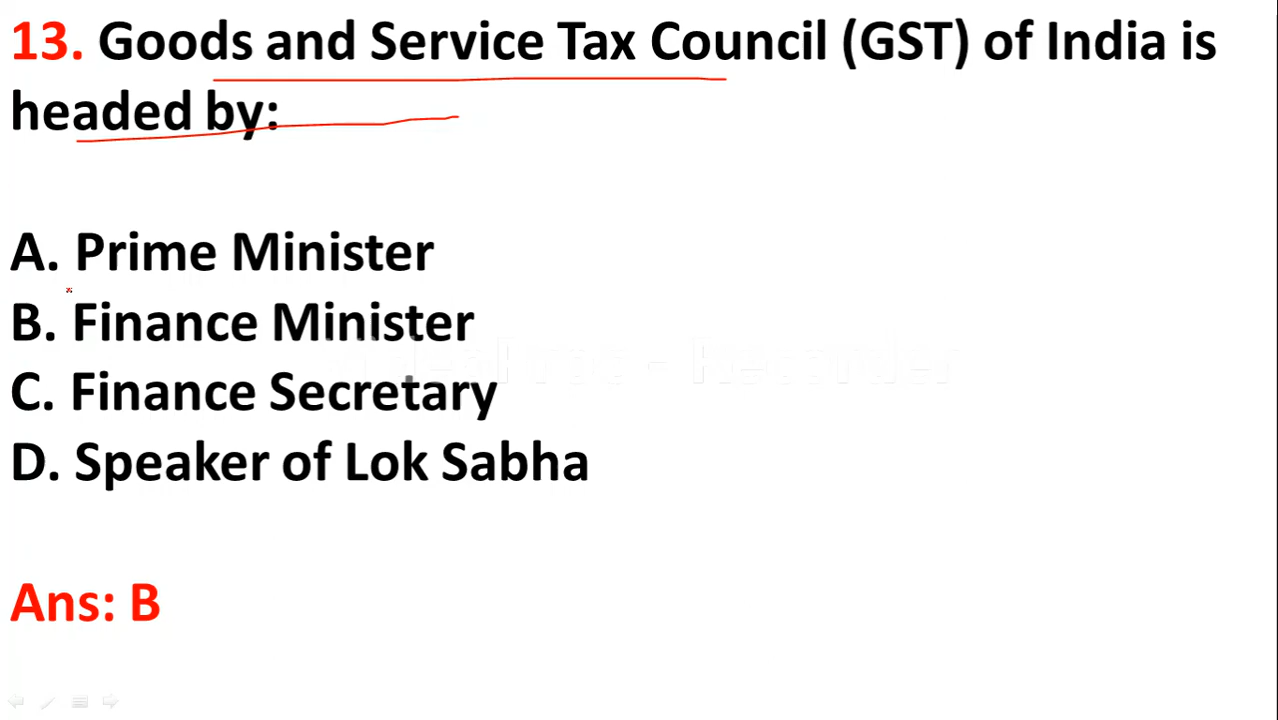 13. Goods and Service Tax Council (GST) of India is
headed by:
A. Prime Minister
B. Finance Minister
C. Finance Secretary
D. Speaker of Lok Sabha
Ans: B